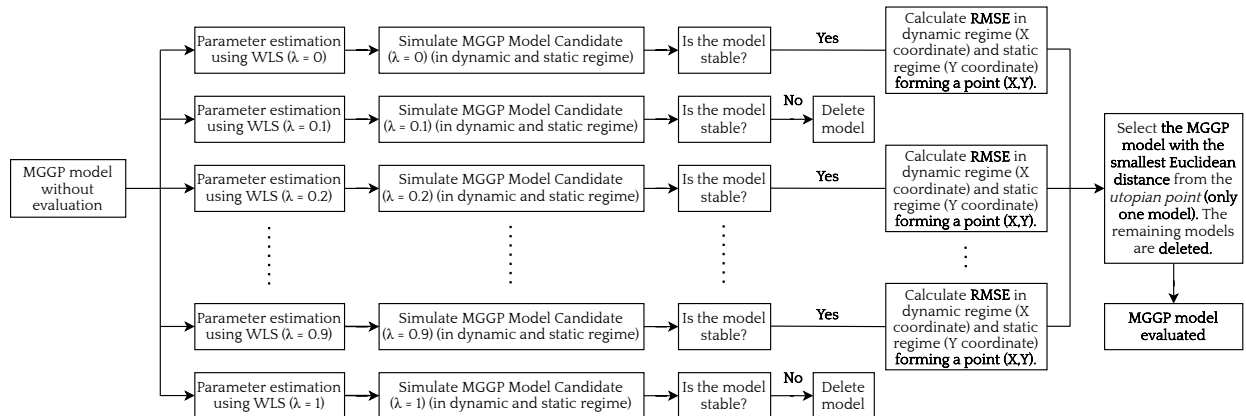 MGGP model
without
evaluation
Parameter estimation
using WLS (λ = 0)
Simulate MGGP Model Candidate
(λ = 0) (in dynamic and static regime)
Is the model
stable?
Yes
Calculate RMSE in
dynamic regime (X
coordinate) and static
regime (Y coordinate)
forming a point (X,Y).
Parameter estimation
using WLS (λ = 0.1)
Simulate MGGP Model Candidate
(λ = 0.1) (in dynamic and static regime)
Is the model
stable?
No
Delete
model
Parameter estimation
using WLS (λ = 0.2)
Simulate MGGP Model Candidate
(λ = 0.2) (in dynamic and static regime)
Is the model
stable?
Yes
Calculate RMSE in
dynamic regime (X
coordinate) and static
regime (Y coordinate)
forming a point (X,Y).
Parameter estimation
using WLS (λ = 0.9)
Simulate MGGP Model Candidate
(λ = 0.9) (in dynamic and static regime)
Is the model
stable?
Yes
Calculate RMSE in
dynamic regime (X
coordinate) and static
regime (Y coordinate)
forming a point (X,Y).
Parameter estimation
using WLS (λ = 1)
Simulate MGGP Model Candidate
(λ = 1) (in dynamic and static regime)
Is the model
stable?
No
Delete
model
Select the MGGP
model with the
smallest Euclidean
distance from the
utopian point (only
one model). The
remaining models
are deleted.
MGGP model
evaluated